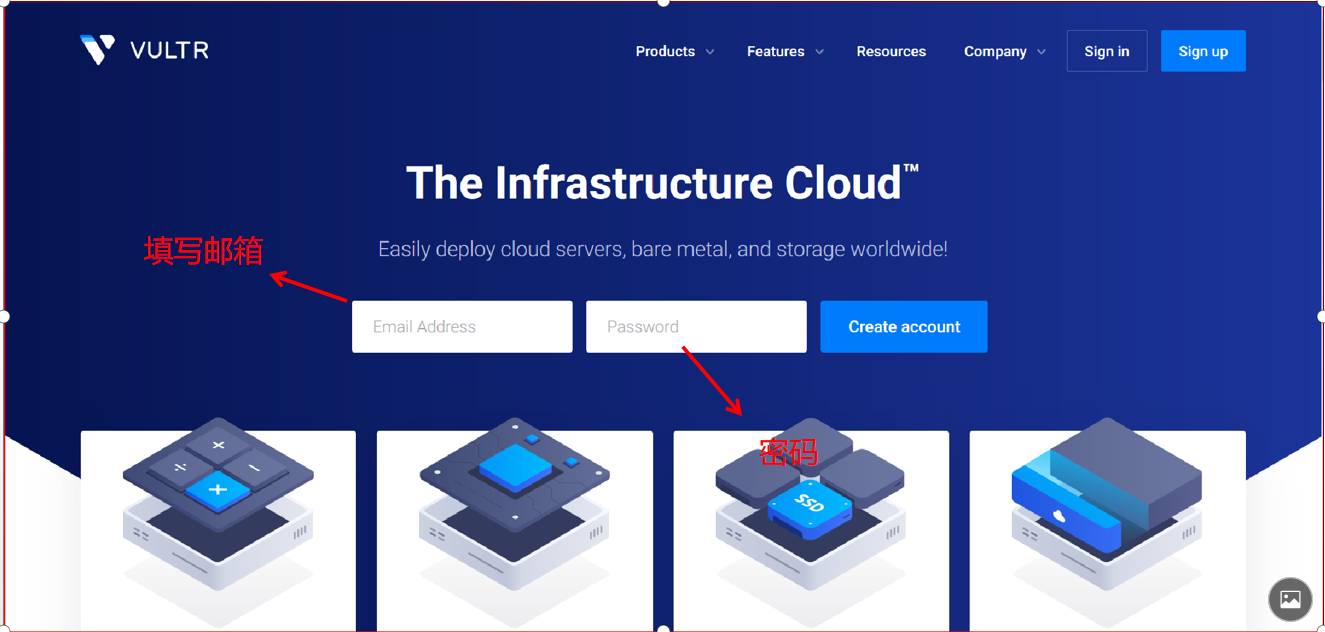 VULTR
Products Features Resources Company Sign in Sign up
The Infrastructure Cloud™
填写邮箱
Easily deploy cloud servers, bare metal, and storage worldwide!
Email Address Password Create account
密码
SSD